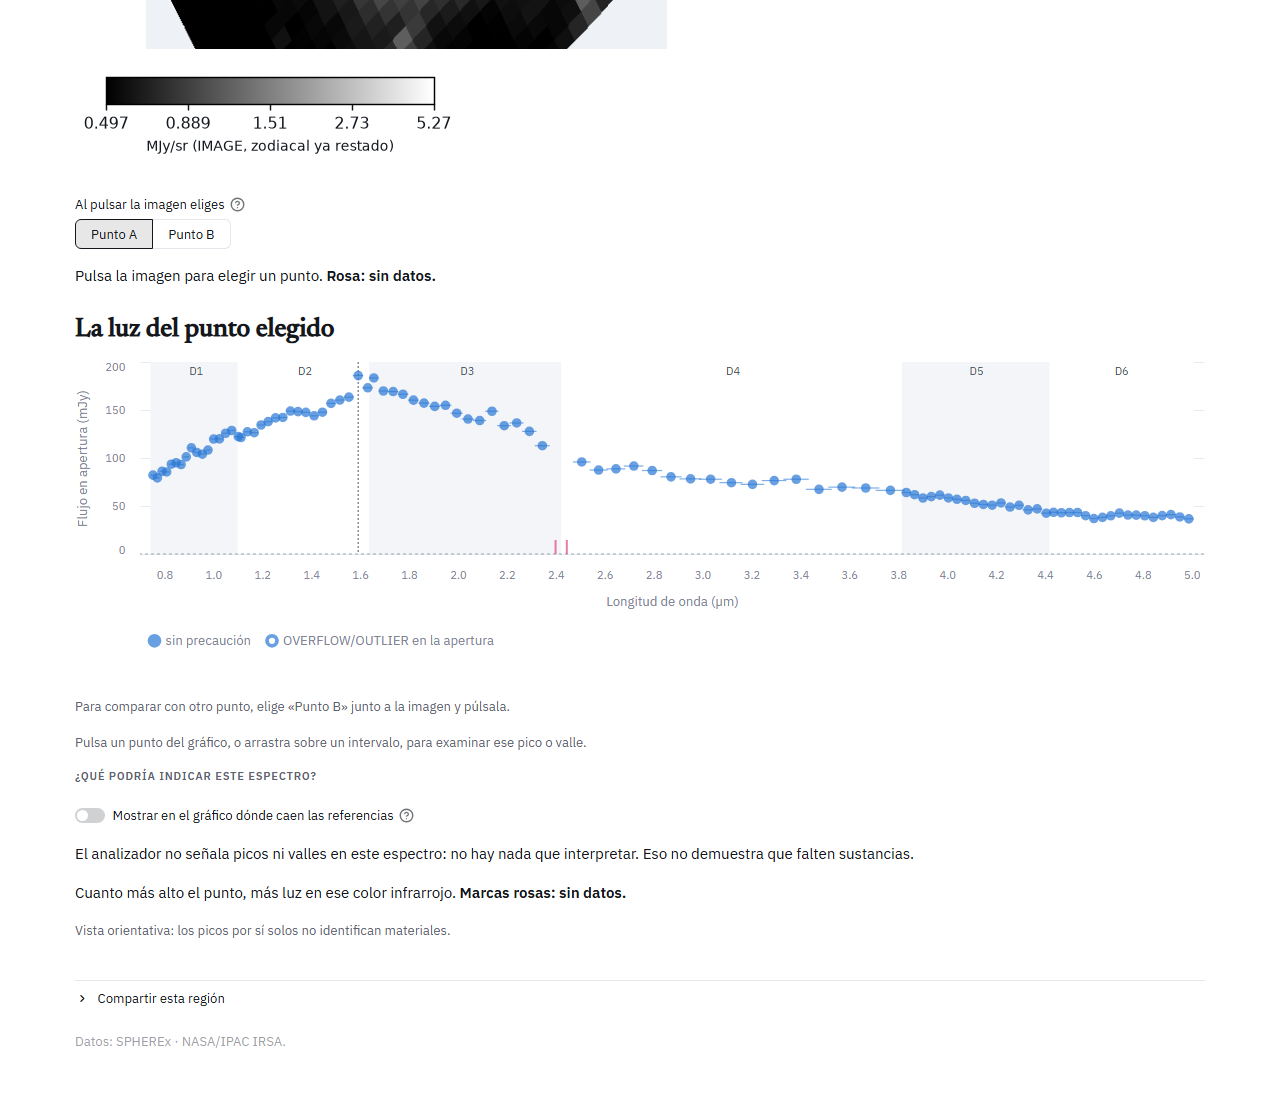 0.497 0.889 1.51 2.73 5.27
MJy/sr (IMAGE, zodiacal ya restado)
Al pulsar la imagen eliges ?
Punto A Punto B
Pulsa la imagen para elegir un punto. Rosa: sin datos.
La luz del punto elegido
D1 D2 D3 D4 D5 D6
Flujo en apertura (mJy)
200
150
100
50
0
0.8 1.0 1.2 1.4 1.6 1.8 2.0 2.2 2.4 2.6 2.8 3.0 3.2 3.4 3.6 3.8 4.0 4.2 4.4 4.6 4.8 5.0
Longitud de onda (μm)
sin precaución OVERFLOW/OUTLIER en la apertura
Para comparar con otro punto, elige «Punto B» junto a la imagen y púlsala.
Pulsa un punto del gráfico, o arrastra sobre un intervalo, para examinar ese pico o valle.
¿QUÉ PODRÍA INDICAR ESTE ESPECTRO?
Mostrar en el gráfico dónde caen las referencias ?
El analizador no señala picos ni valles en este espectro: no hay nada que interpretar. Eso no demuestra que falten sustancias.
Cuanto más alto el punto, más luz en ese color infrarrojo. Marcas rosas: sin datos.
Vista orientativa: los picos por sí solos no identifican materiales.
Compartir esta región
Datos: SPHEREx · NASA/IPAC IRSA.